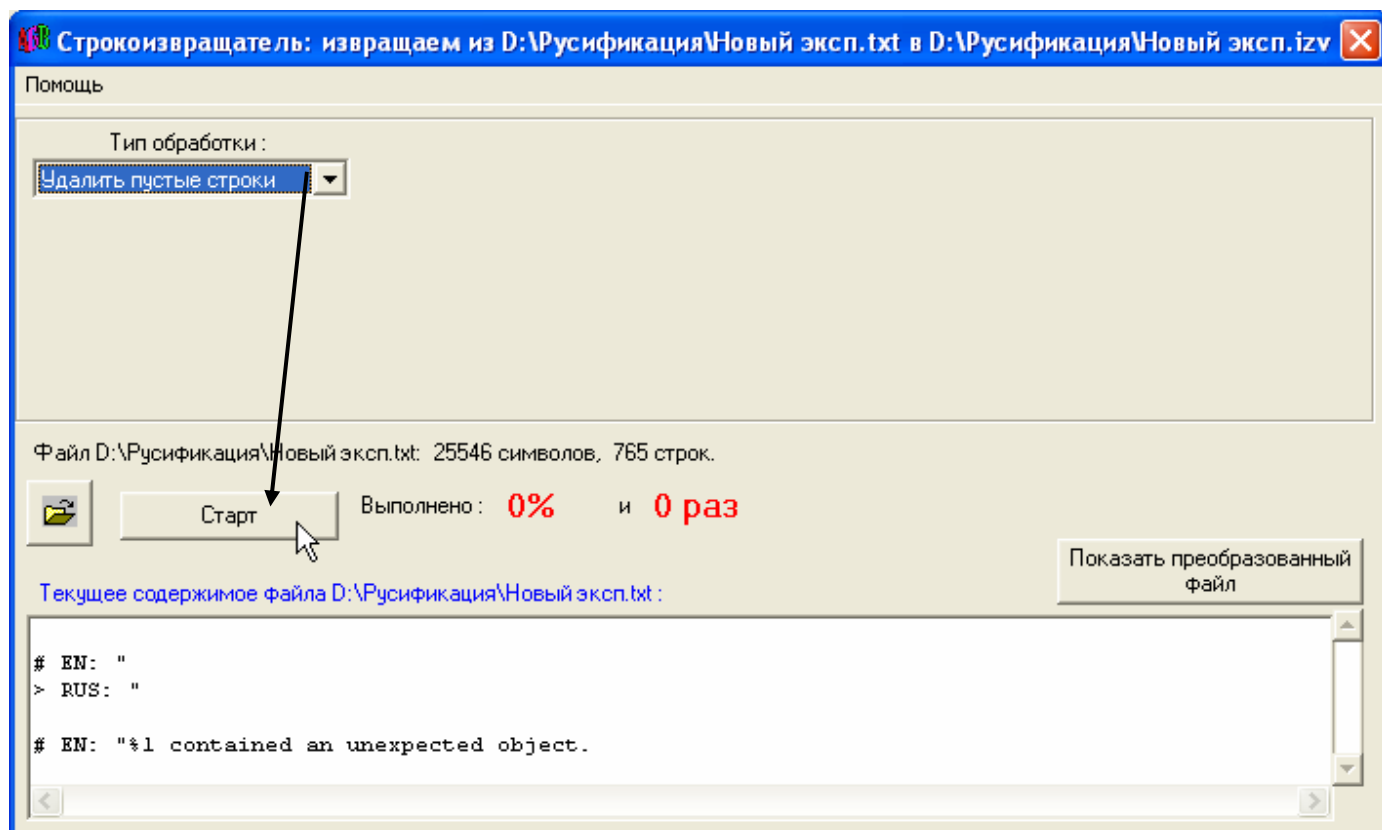 Строкоизвращатель: извращаем из D:\Русификация\Новый эксп.txt в D:\Русификация\Новый эксп.izv
Помощь
Тип обработки :
Удалить пустые строки
Файл D:\Русификация\Новый эксп.txt: 25546 символов, 765 строк.
Старт
Выполнено : 0% и 0 раз
Показать преобразованный
файл
Текущее содержимое файла D:\Русификация\Новый эксп.txt :
# EN: "
> RUS: "
# EN: "%1 contained an unexpected object.